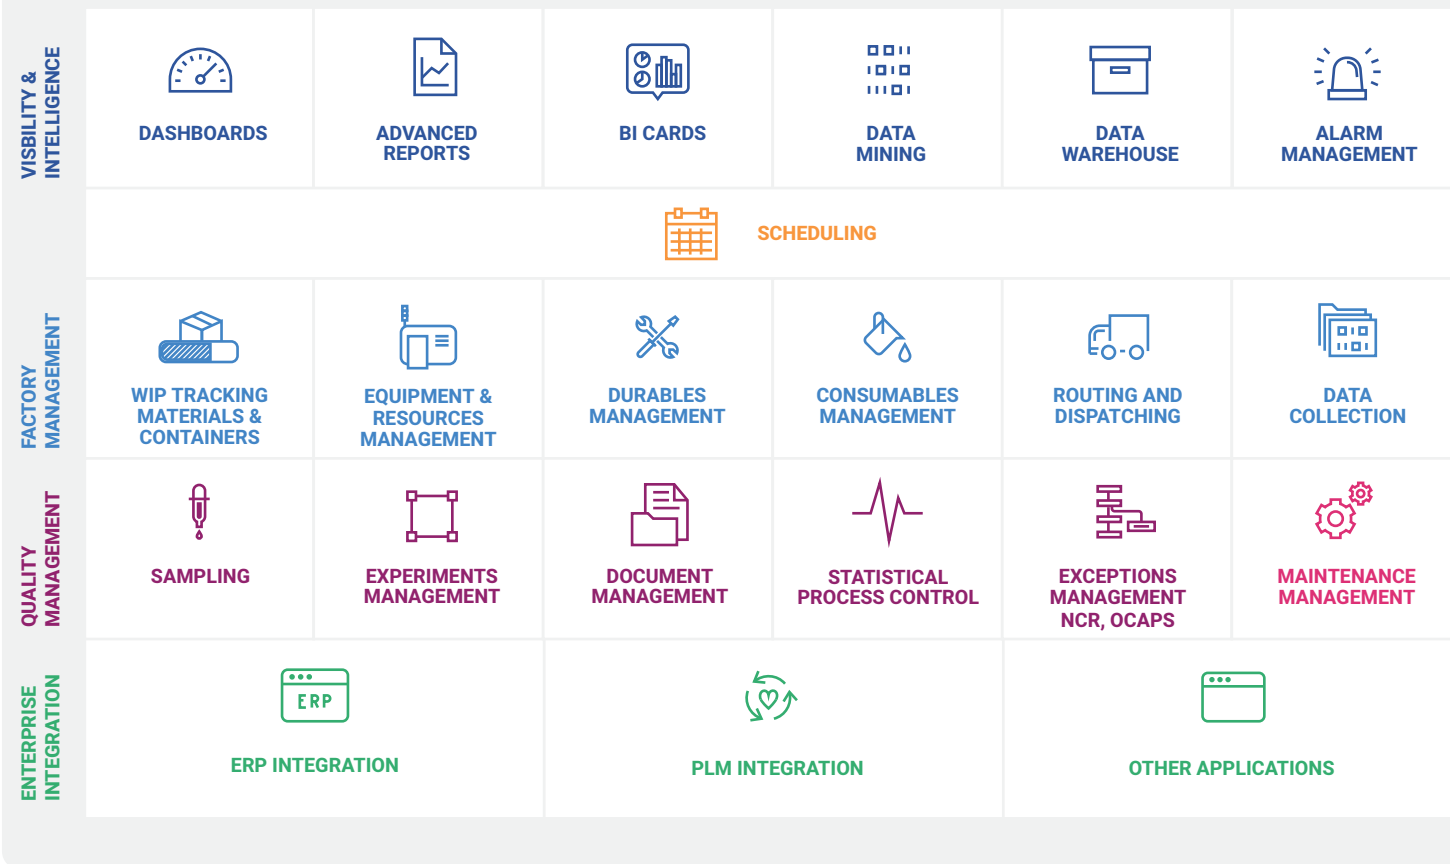 VISBILITY &
INTELLIGENCE
DASHBOARDS
ADVANCED
REPORTS
BI CARDS
DATA
MINING
DATA
WAREHOUSE
ALARM
MANAGEMENT
SCHEDULING
FACTORY
MANAGEMENT
WIP TRACKING
MATERIALS &
CONTAINERS
EQUIPMENT &
RESOURCES
MANAGEMENT
DURABLES
MANAGEMENT
CONSUMABLES
MANAGEMENT
ROUTING AND
DISPATCHING
DATA
COLLECTION
QUALITY
MANAGEMENT
SAMPLING
EXPERIMENTS
MANAGEMENT
DOCUMENT
MANAGEMENT
STATISTICAL
PROCESS CONTROL
EXCEPTIONS
MANAGEMENT
NCR, OCAPS
MAINTENANCE
MANAGEMENT
ENTERPRISE
INTEGRATION
ERP
ERP INTEGRATION
PLM INTEGRATION
OTHER APPLICATIONS